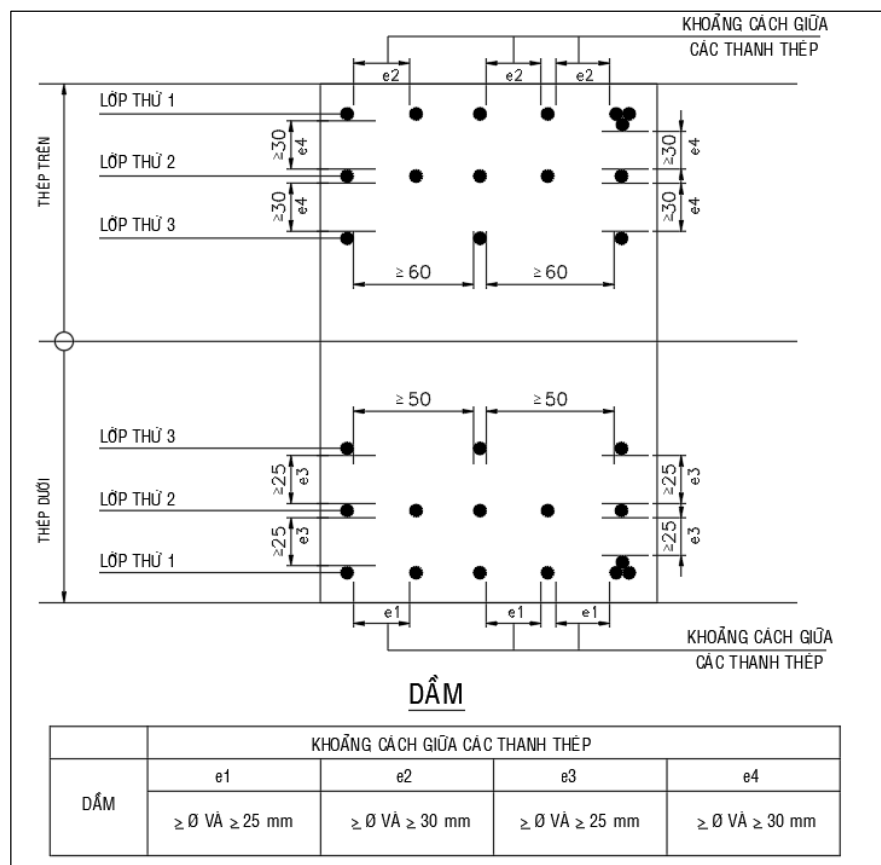 KHOẢNG CÁCH GIỮA
CÁC THANH THÉP
e2 e2 e2
THÉP TRÊN
LỚP THỨ 1
≥30 e4 ≥30 e4
LỚP THỨ 2
≥30 e4 ≥30 e4
LỚP THỨ 3
≥ 60 ≥ 60
THÉP DƯỚI
≥ 50 ≥ 50
LỚP THỨ 3
≥25 e3 ≥25 e3
LỚP THỨ 2
≥25 e3 ≥25 e3
LỚP THỨ 1
e1 e1 e1
KHOẢNG CÁCH GIỮA
CÁC THANH THÉP
DẦM
KHOẢNG CÁCH GIỮA CÁC THANH THÉP
DẦM
e1 e2 e3 e4
≥ Ø VÀ ≥ 25 mm ≥ Ø VÀ ≥ 30 mm ≥ Ø VÀ ≥ 25 mm ≥ Ø VÀ ≥ 30 mm